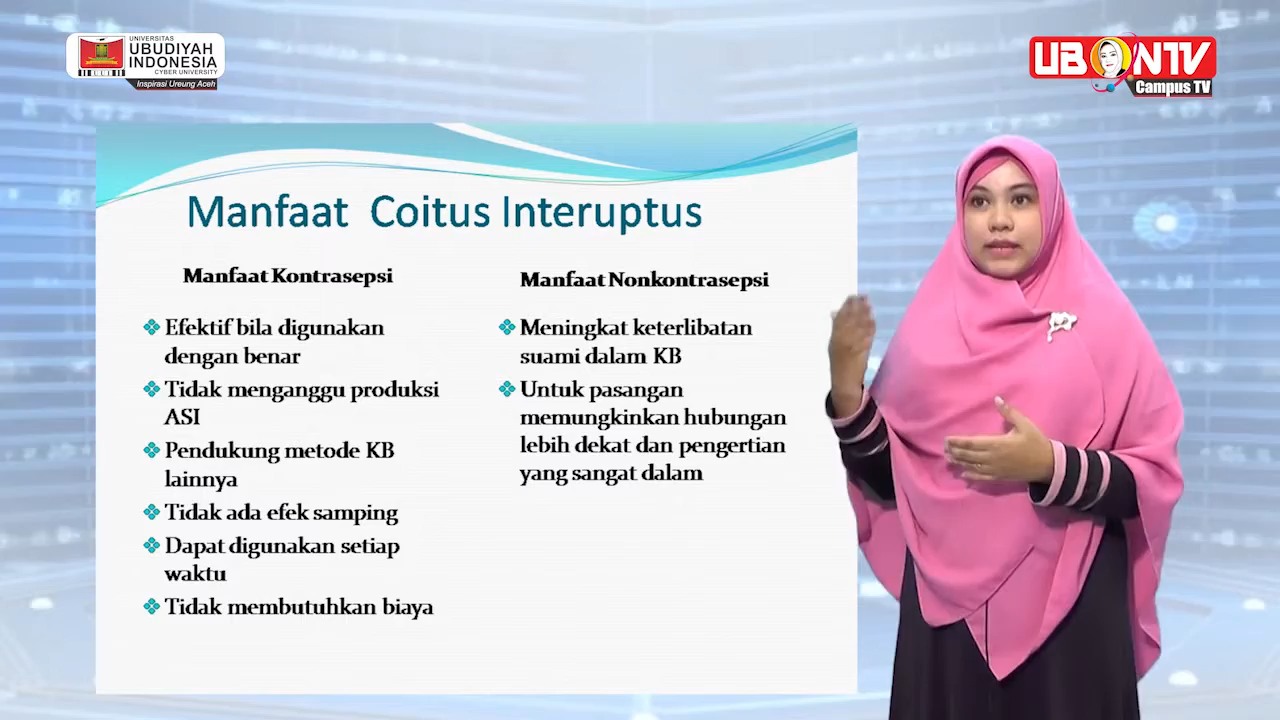 UNIVERSITAS
UBUDIYAH
INDONESIA
CYBER UNIVERSITY
Inspirasi Ureung Aceh
UBONTV
Campus TV
Manfaat Coitus Interuptus
Manfaat Kontrasepsi
Efektif bila digunakan
dengan benar
Tidak menganggu produksi
ASI
Pendukung metode KB
lainnya
Tidak ada efek samping
Dapat digunakan setiap
waktu
Tidak membutuhkan biaya
Manfaat Nonkontrasepsi
Meningkat keterlibatan
suami dalam KB
Untuk pasangan
memungkinkan hubungan
lebih dekat dan pengertian
yang sangat dalam